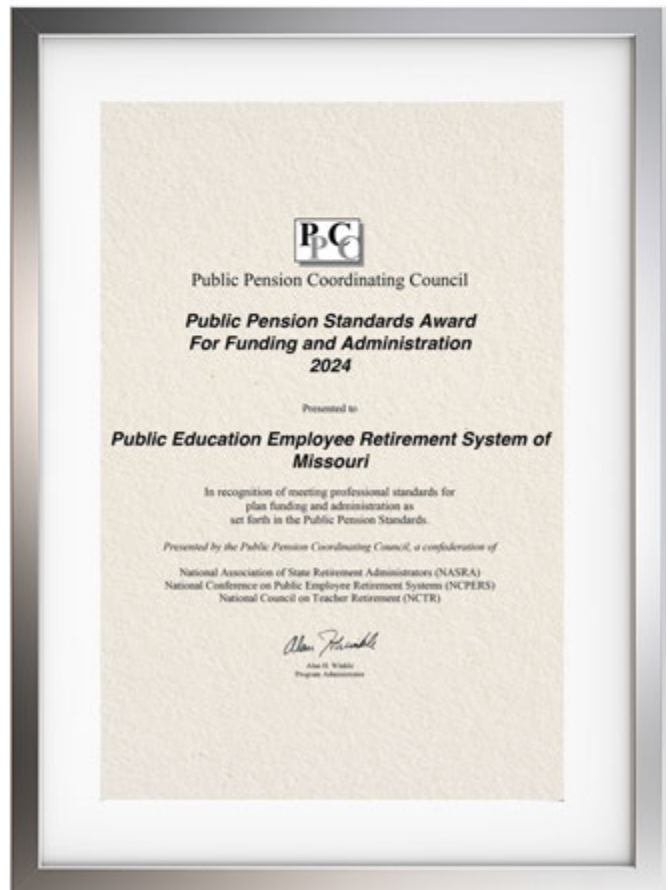 PPCC
Public Pension Coordinating Council
Public Pension Standards Award
For Funding and Administration
2024
Presented to
Public Education Employee Retirement System of
Missouri
In recognition of meeting professional standards for
plan funding and administration as
set forth in the Public Pension Standards.
Presented by the Public Pension Coordinating Council, a confederation of
National Association of State Retirement Administrators (NASRA)
National Conference on Public Employee Retirement Systems (NCPERS)
National Council on Teacher Retirement (NCTR)
Alan H. Winkle
Program Administrator